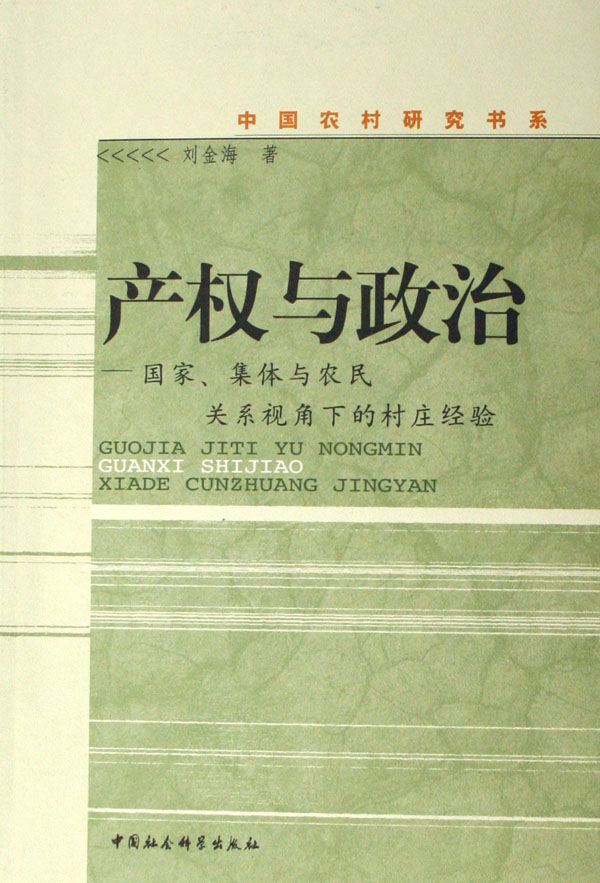 中国农村研究书系
<<<<< 刘金海 著
产权与政治
—国家、集体与农民
关系视角下的村庄经验
GUOJIA JITI YU NONGMIN
GUANXI SHIJIAO
XIADE CUNZHUANG JINGYAN
中国社会科学出版社